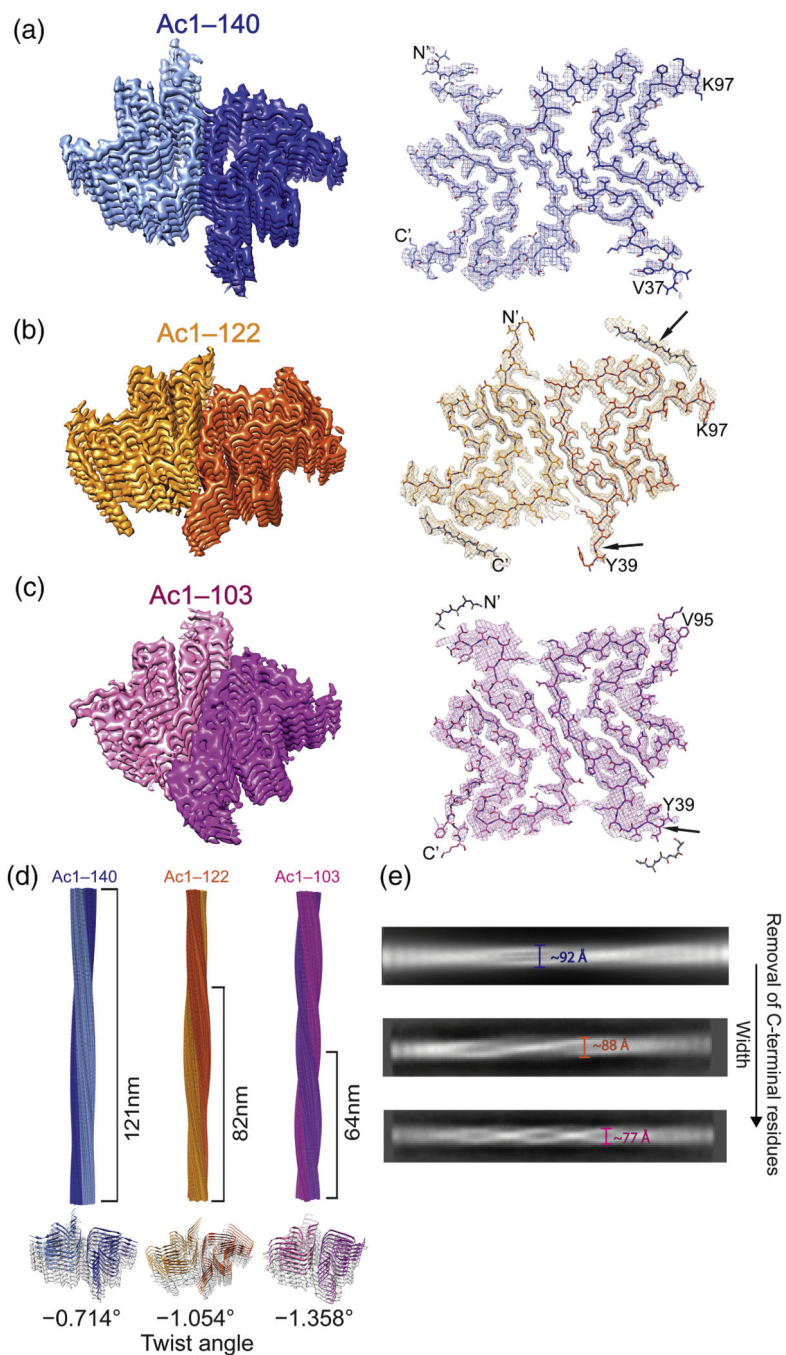 (a)
Ac1–140
N'
K97
C'
V37
(b)
Ac1–122
N'
K97
C'
Y39
(c)
Ac1–103
N'
V95
Y39
C'
(d)
Ac1–140
Ac1–122
Ac1–103
121nm
82nm
64nm
−0.714°
−1.054°
−1.358°
Twist angle
(e)
~92 Å
~88 Å
~77 Å
Width
Removal of C-terminal residues